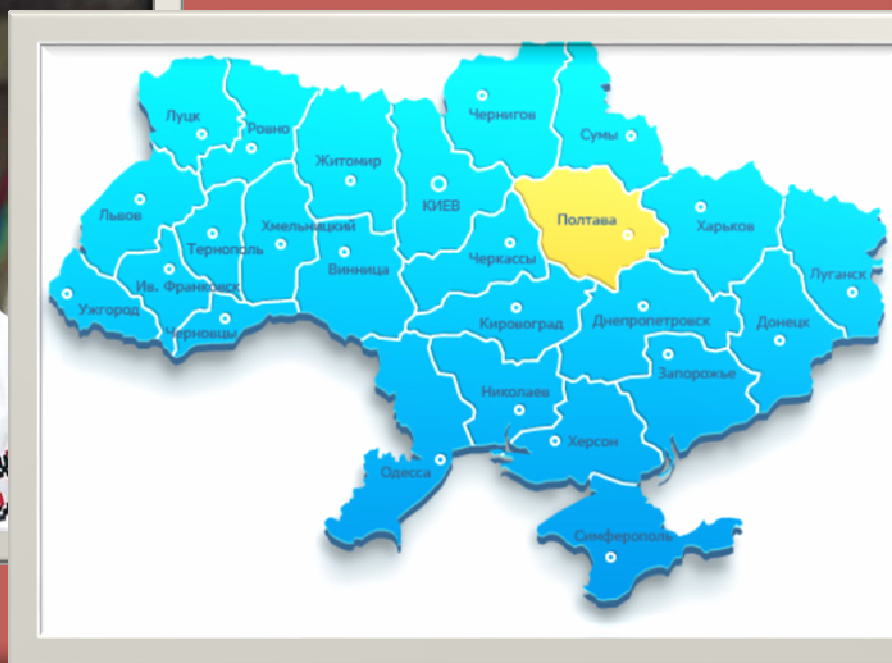 Луцк
Ровно
Чернигов
Сумы
Житомир
КИЕВ
Львов
Тернополь
Хмельницкий
Винница
Черкассы
Полтава
Харьков
Луганск
Ужгород
Ив. Франковск
Черновцы
Кировоград
Днепропетровск
Донецк
Запорожье
Николаев
Херсон
Одесса
Симферополь